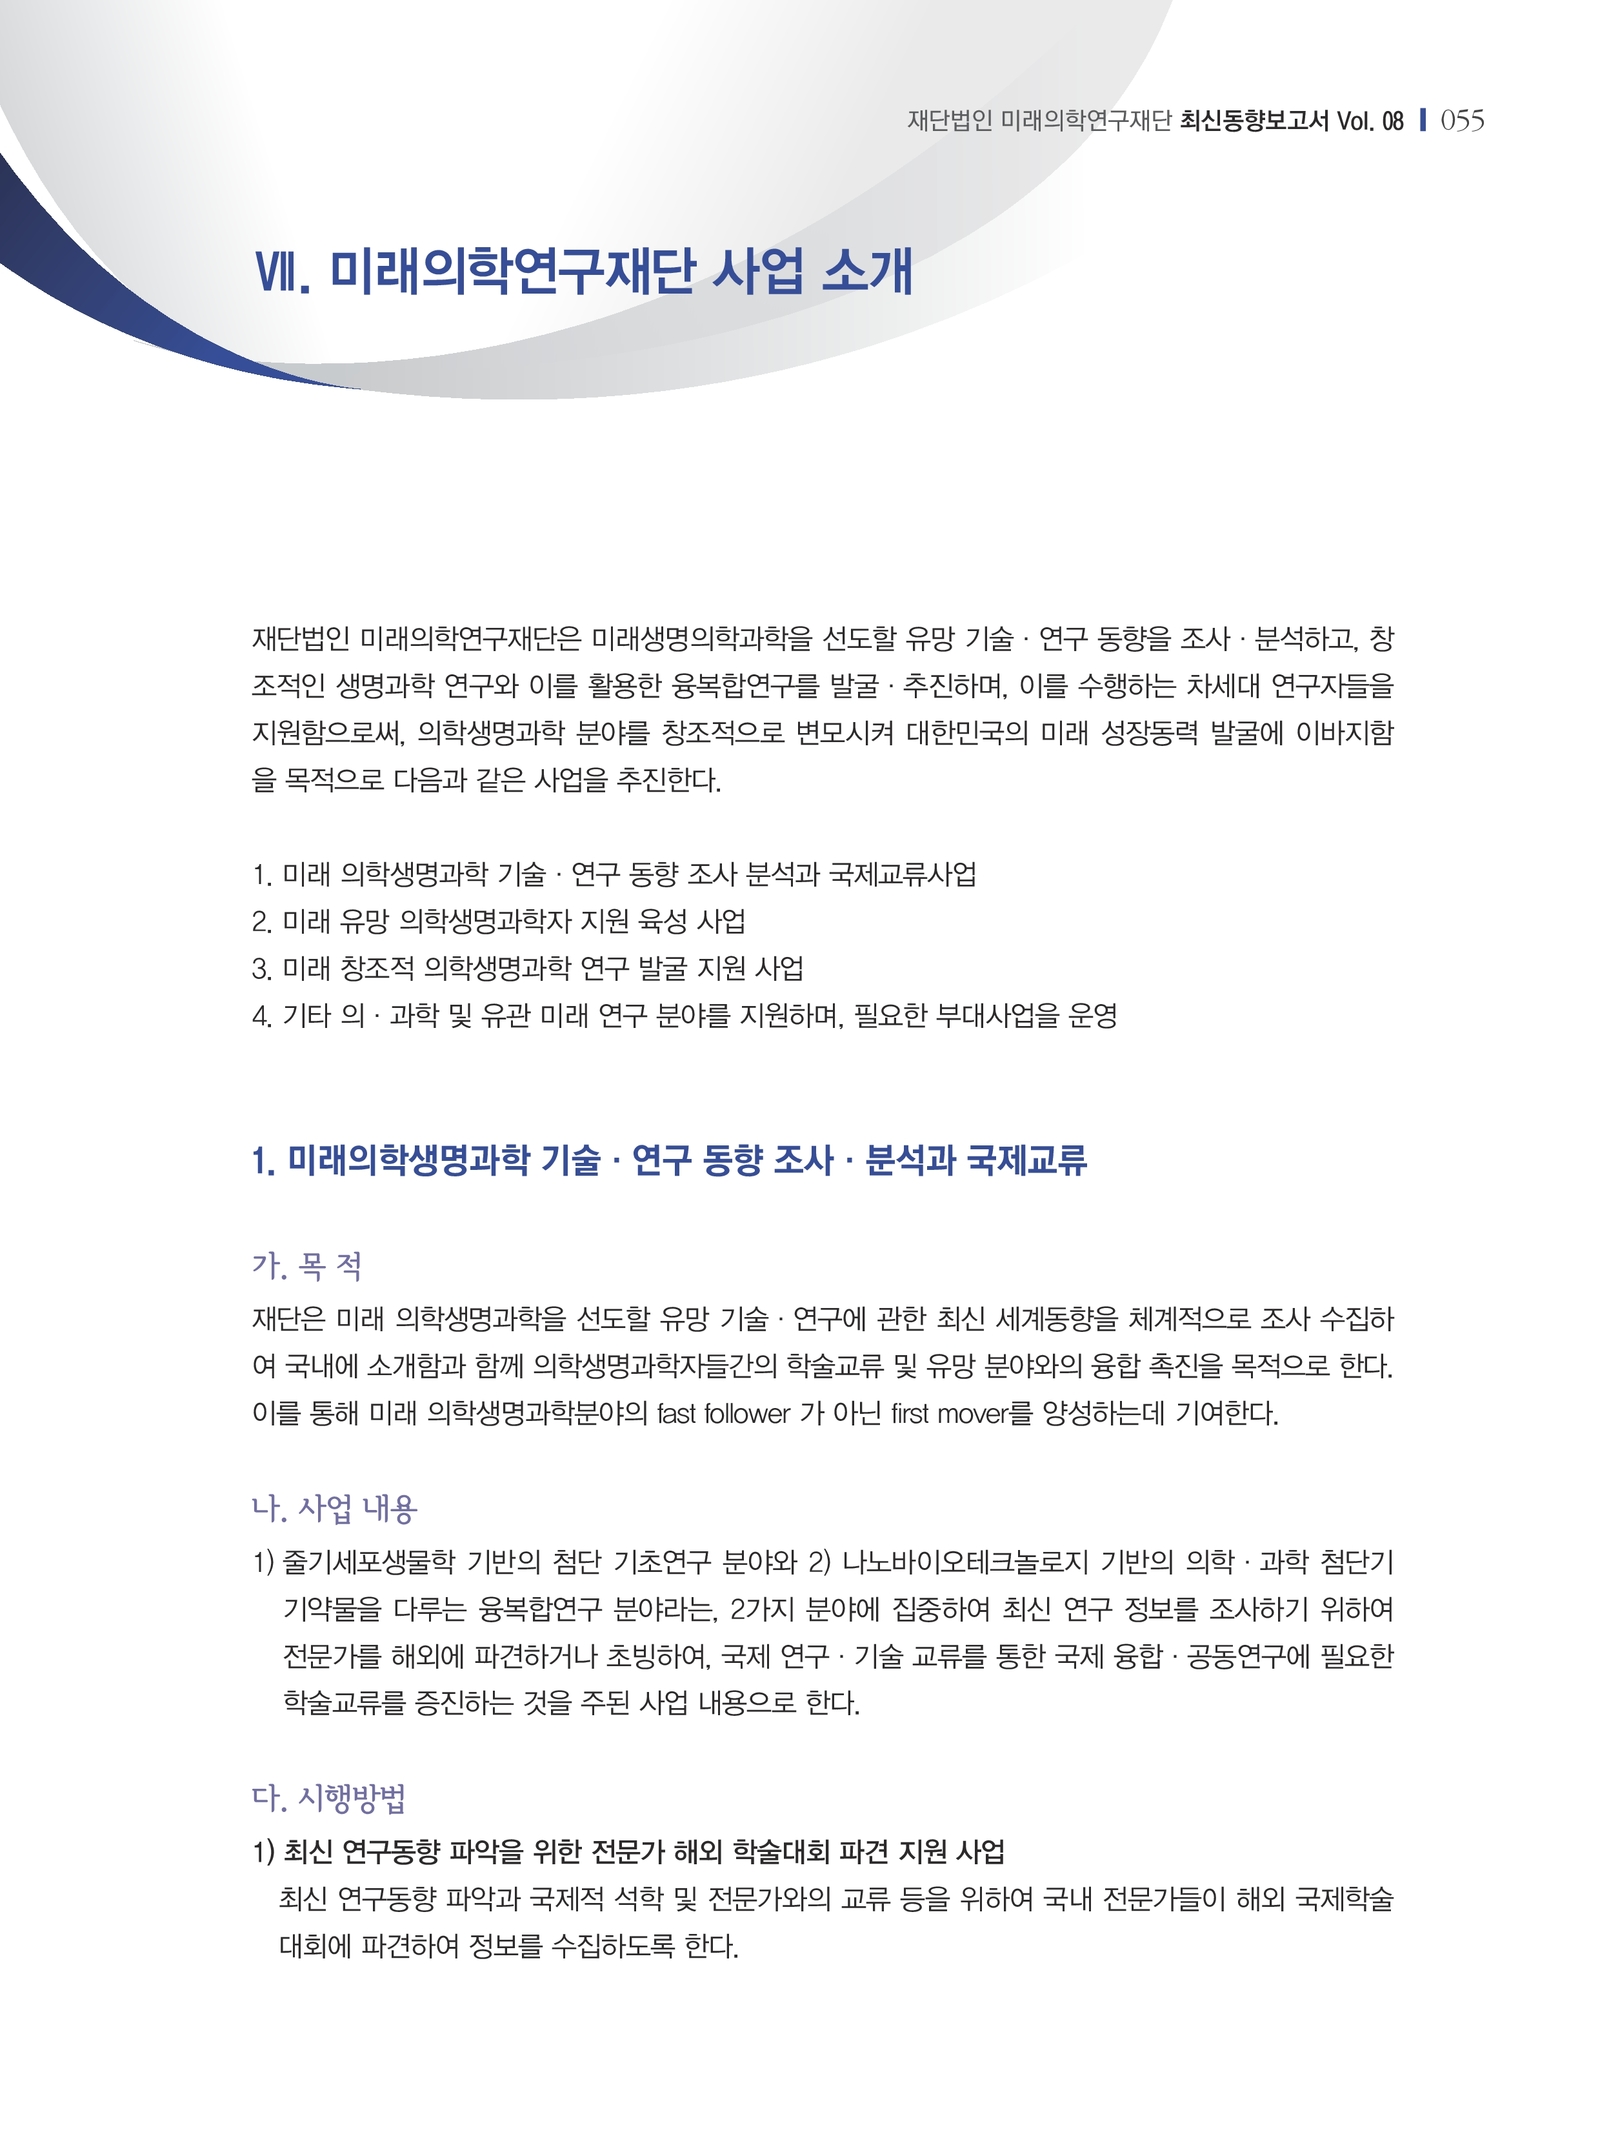 재단법인 미래의학연구재단 최신동향보고서 Vol. 08 055
Ⅶ. 미래의학연구재단 사업 소개
재단법인 미래의학연구재단은 미래생명의학과학을 선도할 유망 기술 · 연구 동향을 조사 · 분석하고, 창
조적인 생명과학 연구와 이를 활용한 융복합연구를 발굴 · 추진하며, 이를 수행하는 차세대 연구자들을
지원함으로써, 의학생명과학 분야를 창조적으로 변모시켜 대한민국의 미래 성장동력 발굴에 이바지함
을 목적으로 다음과 같은 사업을 추진한다.
1. 미래 의학생명과학 기술 · 연구 동향 조사 분석과 국제교류사업
2. 미래 유망 의학생명과학자 지원 육성 사업
3. 미래 창조적 의학생명과학 연구 발굴 지원 사업
4. 기타 의 · 과학 및 유관 미래 연구 분야를 지원하며, 필요한 부대사업을 운영
1. 미래의학생명과학 기술 · 연구 동향 조사 · 분석과 국제교류
가. 목 적
재단은 미래 의학생명과학을 선도할 유망 기술 · 연구에 관한 최신 세계동향을 체계적으로 조사 수집하
여 국내에 소개함과 함께 의학생명과학자들간의 학술교류 및 유망 분야와의 융합 촉진을 목적으로 한다.
이를 통해 미래 의학생명과학분야의 fast follower 가 아닌 first mover를 양성하는데 기여한다.
나. 사업 내용
1) 줄기세포생물학 기반의 첨단 기초연구 분야와 2) 나노바이오테크놀로지 기반의 의학 · 과학 첨단기
기약물을 다루는 융복합연구 분야라는, 2가지 분야에 집중하여 최신 연구 정보를 조사하기 위하여
전문가를 해외에 파견하거나 초빙하여, 국제 연구 · 기술 교류를 통한 국제 융합 · 공동연구에 필요한
학술교류를 증진하는 것을 주된 사업 내용으로 한다.
다. 시행방법
1) 최신 연구동향 파악을 위한 전문가 해외 학술대회 파견 지원 사업
최신 연구동향 파악과 국제적 석학 및 전문가와의 교류 등을 위하여 국내 전문가들이 해외 국제학술
대회에 파견하여 정보를 수집하도록 한다.